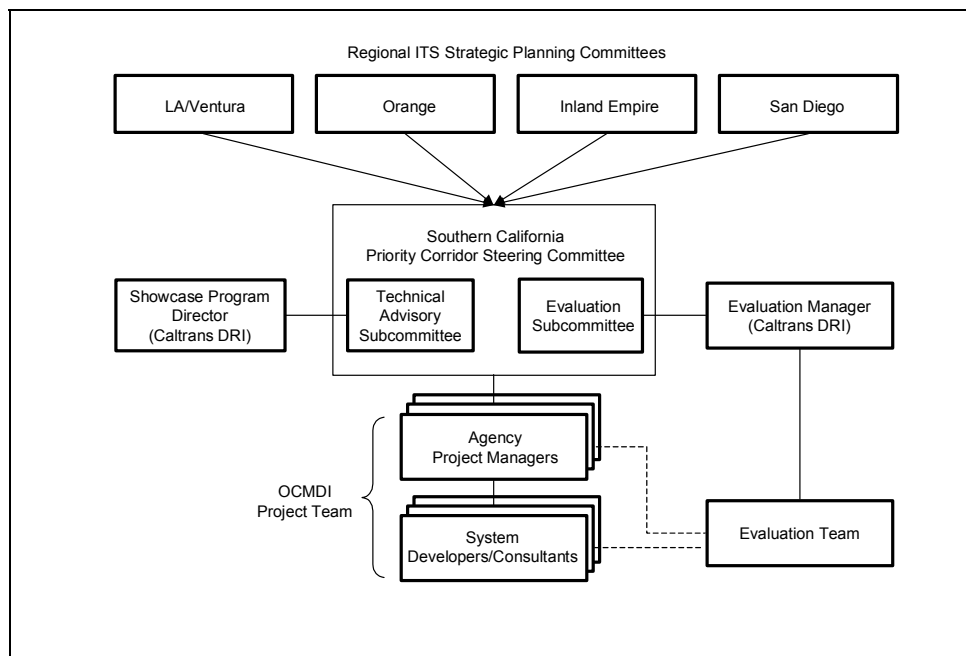 Regional ITS Strategic Planning Committees
LA/Ventura
Orange
Inland Empire
San Diego
Southern California
Priority Corridor Steering Committee
Showcase Program
Director
(Caltrans DRI)
Technical
Advisory
Subcommittee
Evaluation
Subcommittee
Evaluation Manager
(Caltrans DRI)
Agency
Project Managers
OCMDI
Project Team
System
Developers/Consultants
Evaluation Team